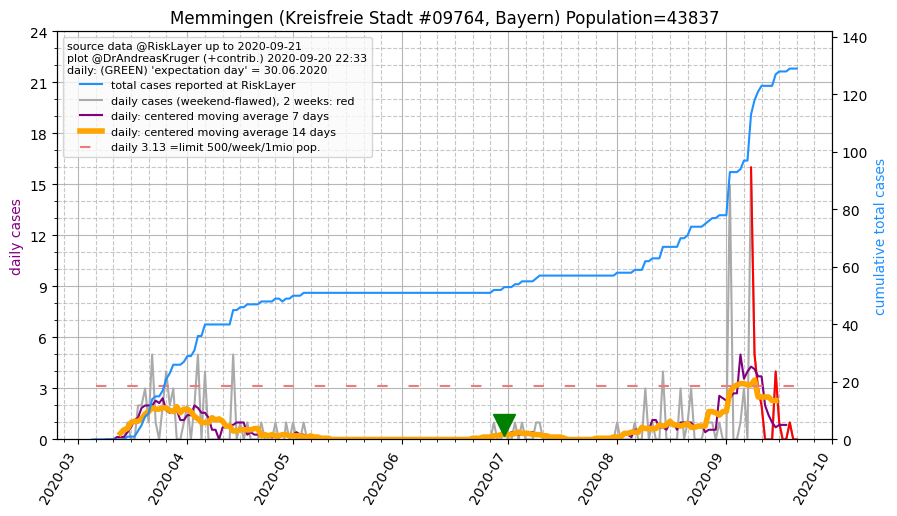 Memmingen (Kreisfreie Stadt #09764, Bayern) Population=43837
source data @RiskLayer up to 2020-09-21
plot @DrAndreasKruger (+contrib.) 2020-09-20 22:33
daily: (GREEN) 'expectation day' = 30.06.2020
total cases reported at RiskLayer
daily cases (weekend-flawed), 2 weeks: red
daily: centered moving average 7 days
daily: centered moving average 14 days
daily 3.13 =limit 500/week/1mio pop.
daily cases
24
21
18
15
12
9
6
3
0
cumulative total cases
140
120
100
80
60
40
20
0
2020-03
2020-04
2020-05
2020-06
2020-07
2020-08
2020-09
2020-10